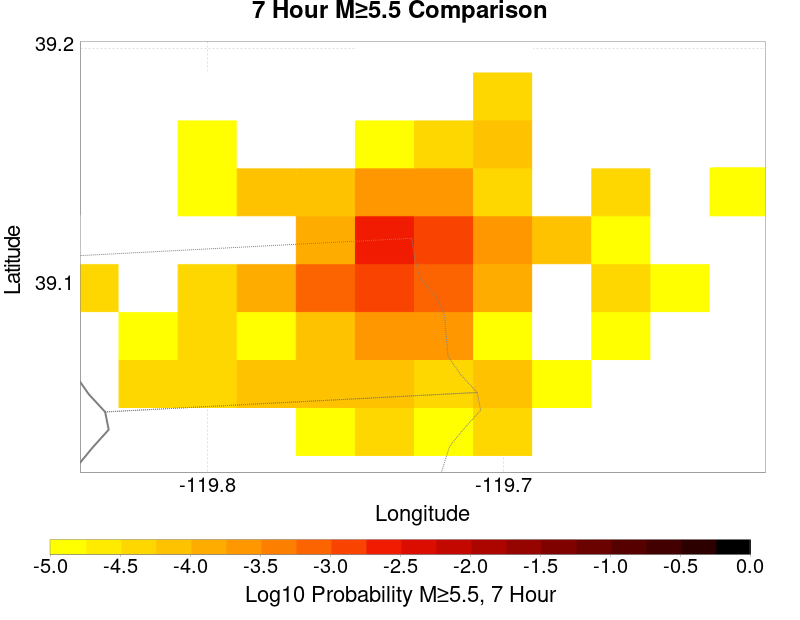 7 Hour M≥5.5 Comparison
39.2
39.1
Latitude
-119.8 -119.7
Longitude
-5.0 -4.5 -4.0 -3.5 -3.0 -2.5 -2.0 -1.5 -1.0 -0.5 0.0
Log10 Probability M≥5.5, 7 Hour